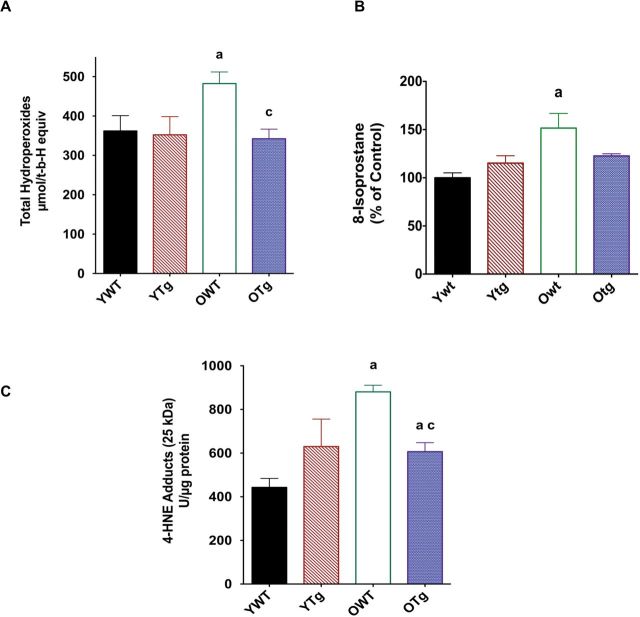 A
Total Hydroperoxides
µmol/t-b-H equiv
500
400
300
200
100
0
a
c
YWT
YTg
OWT
OTg
B
8-Isoprostane
(% of Control)
200
150
100
50
0
a
Ywt
Ytg
Owt
Otg
C
4-HNE Adducts (25 kDa)
U/µg protein
1000
800
600
400
200
0
a
a c
YWT
YTg
OWT
OTg